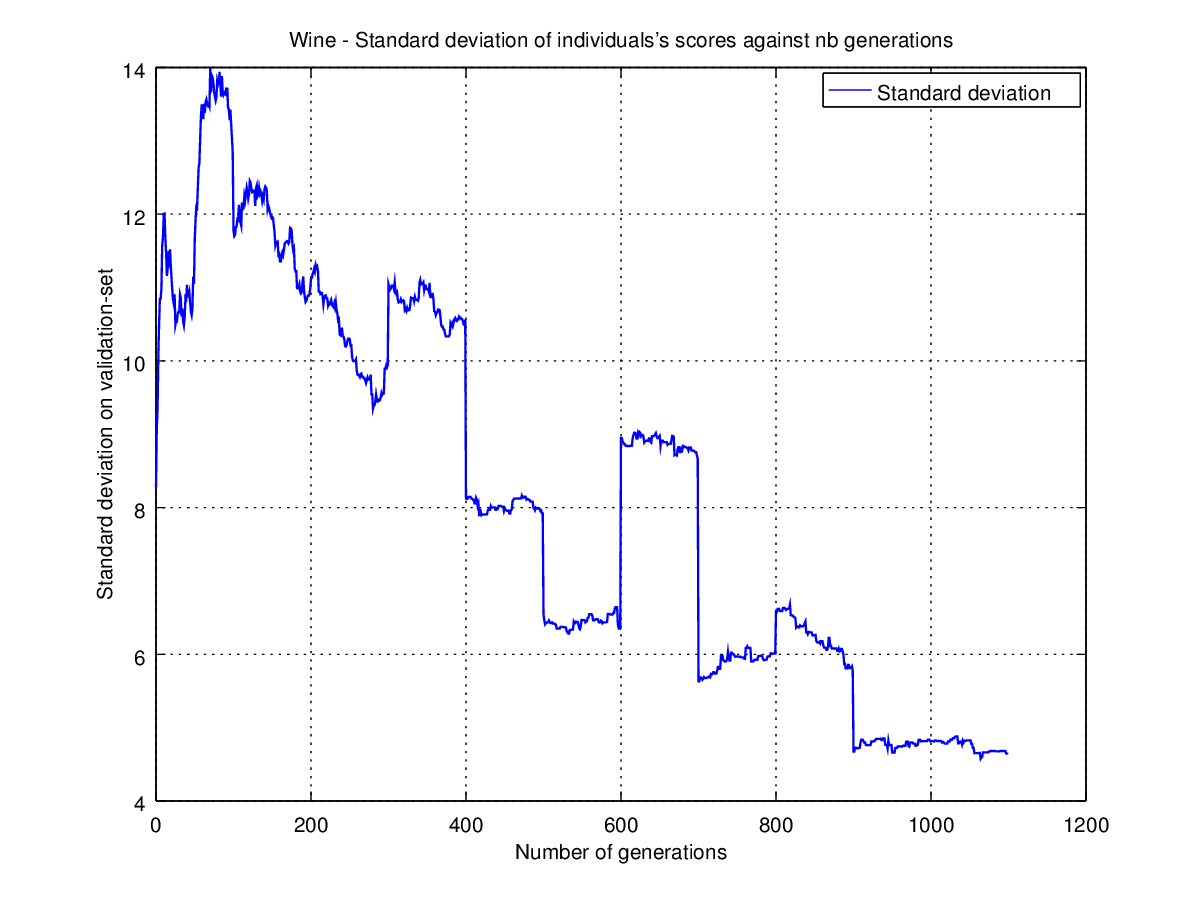 Wine - Standard deviation of individuals's scores against nb generations
Standard deviation
14
12
10
8
6
4
Standard deviation on validation-set
0 200 400 600 800 1000 1200
Number of generations